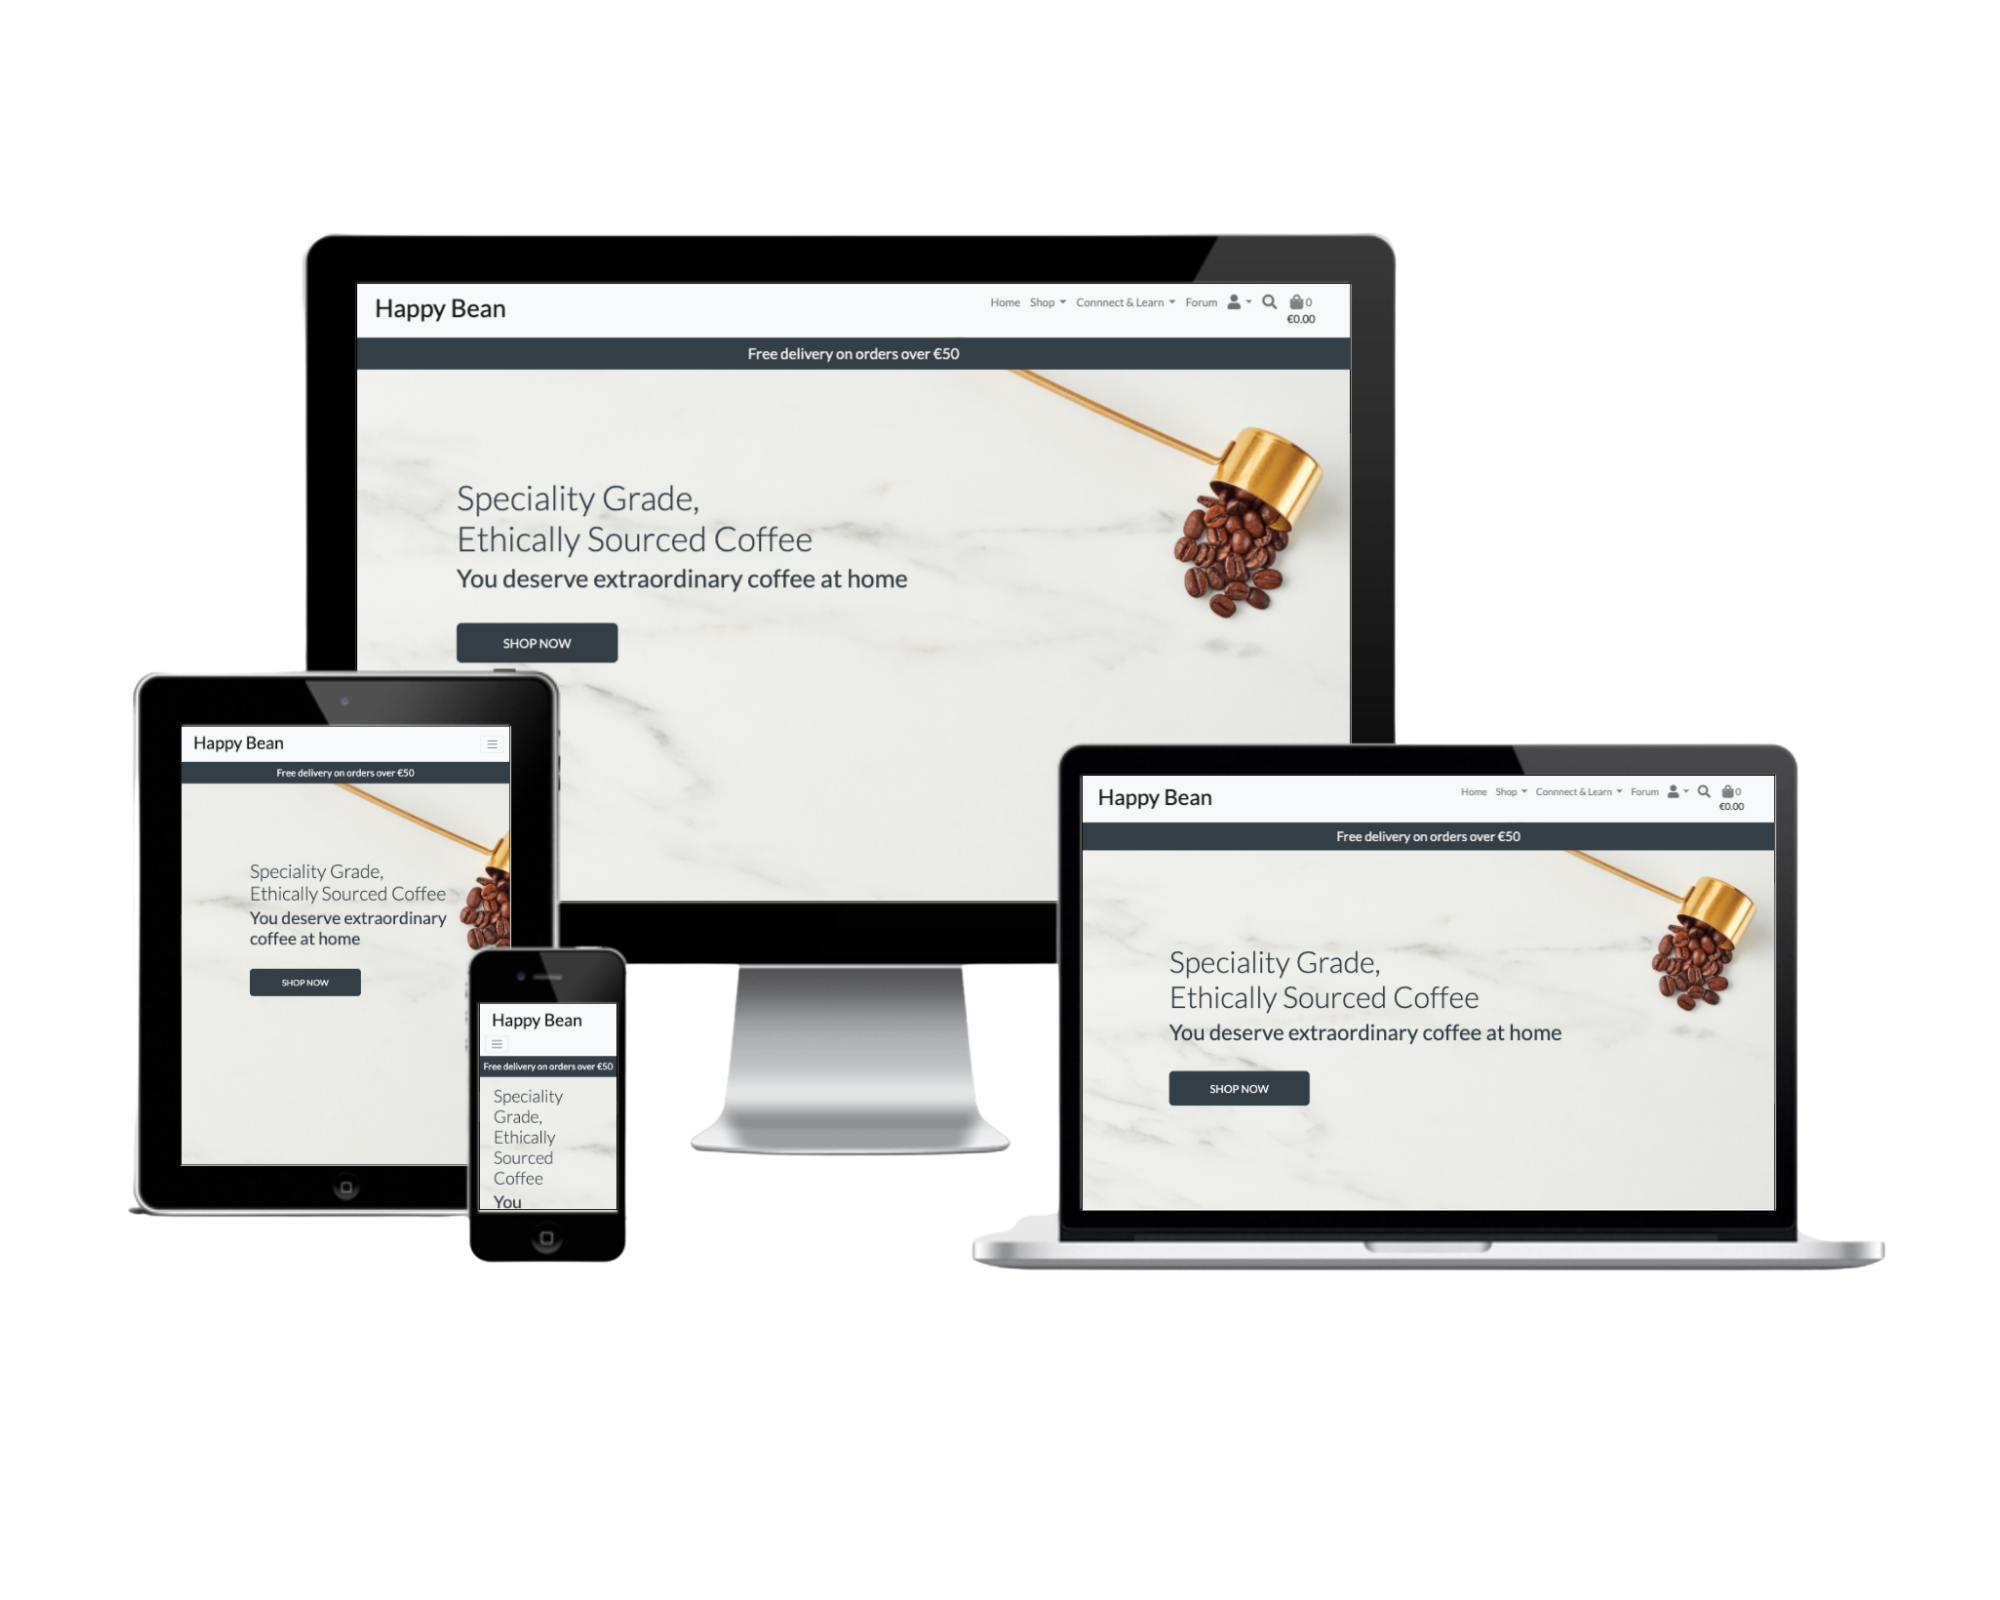 Happy Bean
Home Shop Connnect & Learn Forum 0
€0.00
Free delivery on orders over €50
Speciality Grade,
Ethically Sourced Coffee
You deserve extraordinary coffee at home
SHOP NOW
Happy Bean
Free delivery on orders over €50
Speciality Grade,
Ethically Sourced Coffee
You deserve extraordinary
coffee at home
SHOP NOW
Happy Bean
Free delivery on orders over €50
Speciality
Grade,
Ethically
Sourced
Coffee
You
Happy Bean
Home Shop Connnect & Learn Forum 0
€0.00
Free delivery on orders over €50
Speciality Grade,
Ethically Sourced Coffee
You deserve extraordinary coffee at home
SHOP NOW